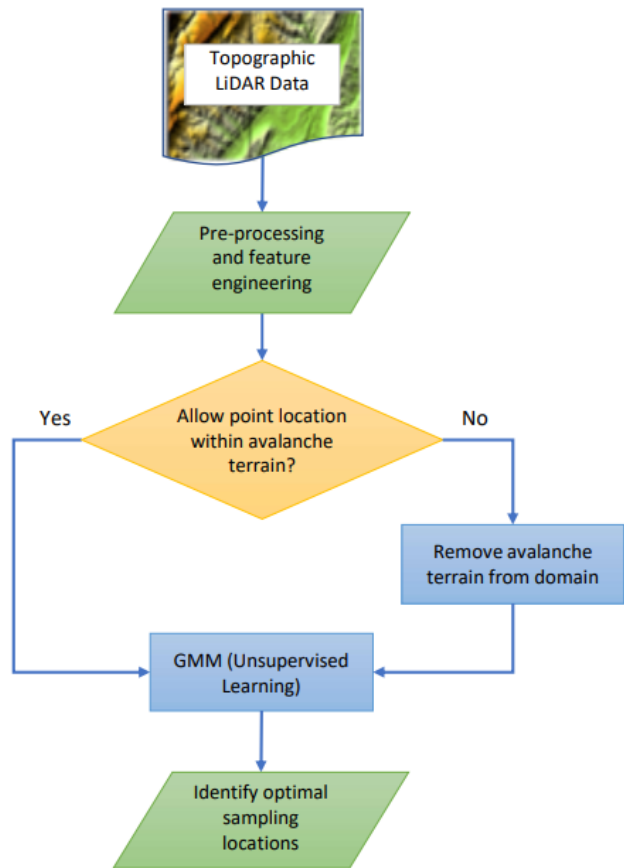 Topographic
LiDAR Data
Pre-processing
and feature
engineering
Yes
Allow point location
within avalanche
terrain?
No
Remove avalanche
terrain from domain
GMM (Unsupervised
Learning)
Identify optimal
sampling
locations